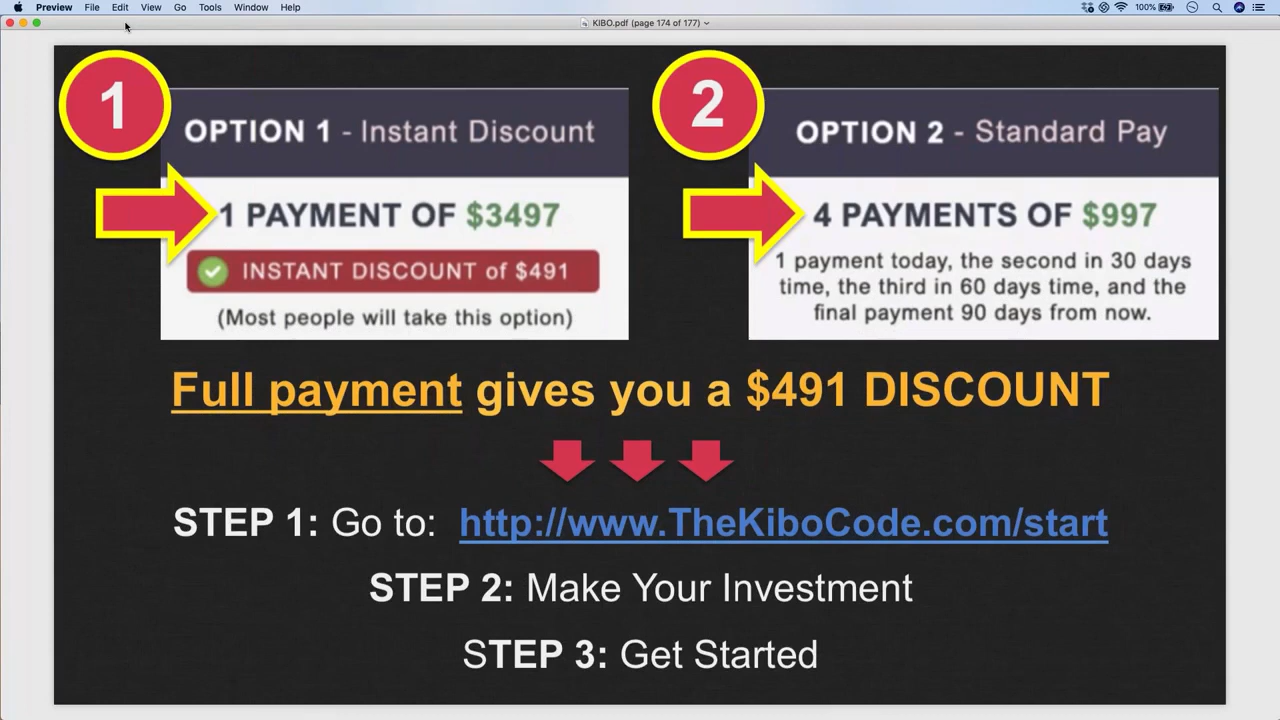 Preview File Edit View Go Tools Window Help 100%
KIBO.pdf (page 174 of 177)
1
OPTION 1 - Instant Discount
1 PAYMENT OF $3497
INSTANT DISCOUNT of $491
(Most people will take this option)
2
OPTION 2 - Standard Pay
4 PAYMENTS OF $997
1 payment today, the second in 30 days
time, the third in 60 days time, and the
final payment 90 days from now.
Full payment gives you a $491 DISCOUNT
STEP 1: Go to: http://www.TheKiboCode.com/start
STEP 2: Make Your Investment
STEP 3: Get Started